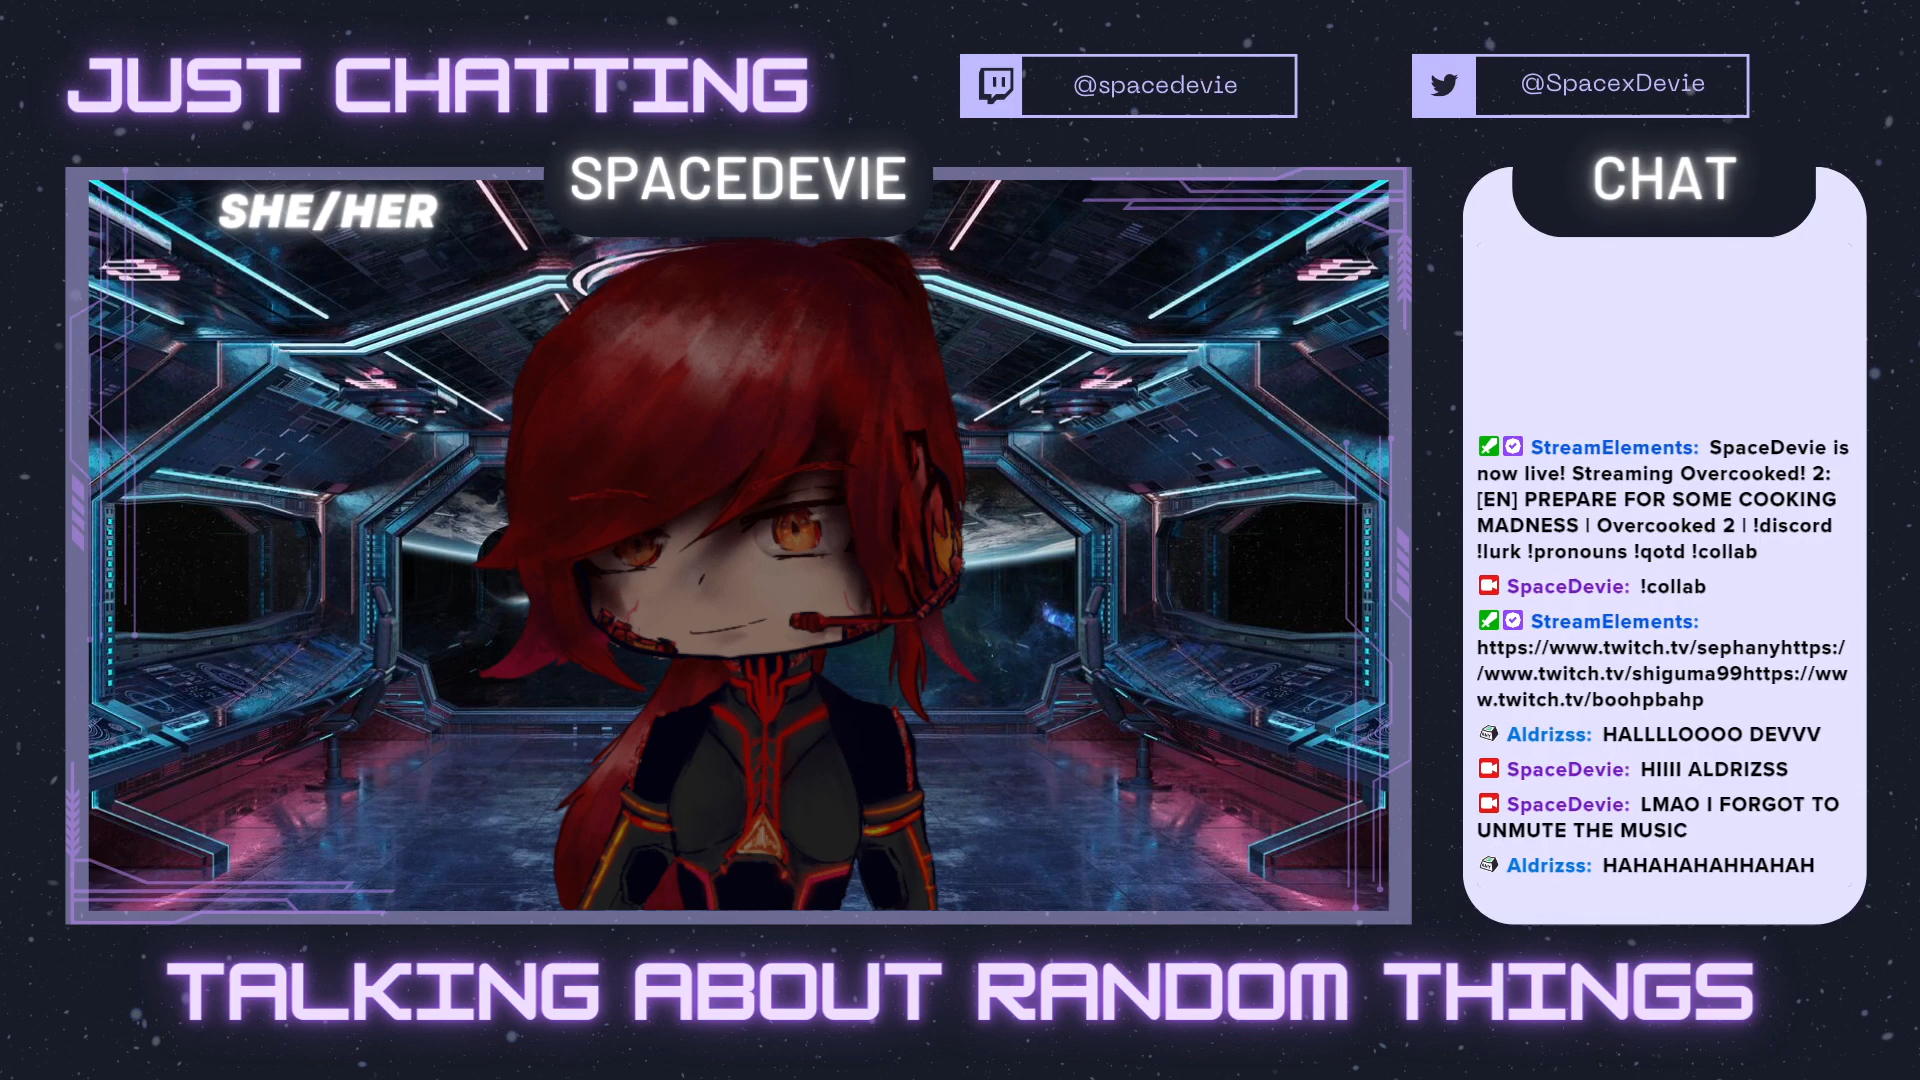 JUST CHATTING
@spacedevie
@SpacexDevie
SPACEDEVIE
CHAT
SHE/HER
StreamElements: SpaceDevie is
now live! Streaming Overcooked! 2:
[EN] PREPARE FOR SOME COOKING
MADNESS | Overcooked 2 | !discord
!lurk !pronouns !qotd !collab
SpaceDevie: !collab
StreamElements:
https://www.twitch.tv/sephanyhttps:/
/www.twitch.tv/shiguma99https://ww
w.twitch.tv/boohpbahp
Aldrizss: HALLLLOOOO DEVVV
SpaceDevie: HIIII ALDRIZSS
SpaceDevie: LMAO I FORGOT TO
UNMUTE THE MUSIC
Aldrizss: HAHAHAHAHHAHAH
TALKING ABOUT RANDOM THINGS